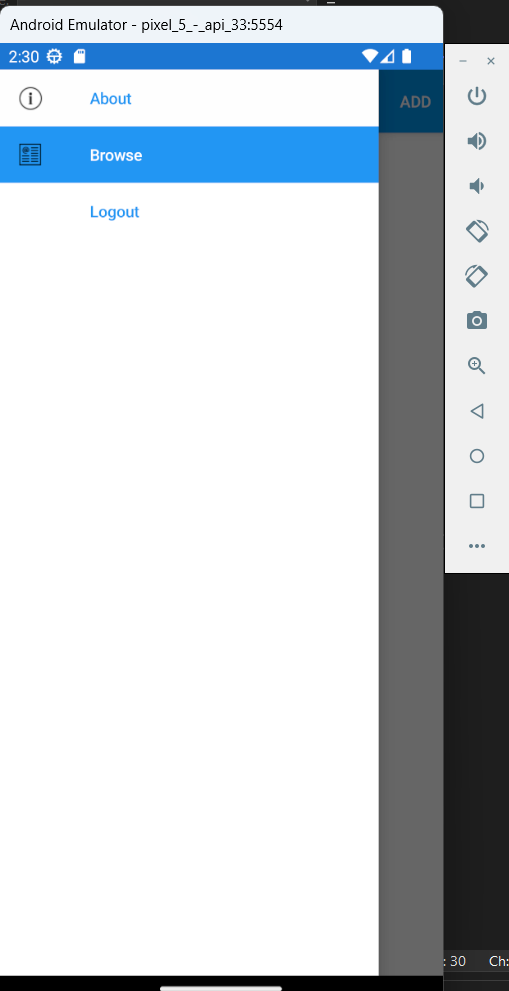 Android Emulator - pixel_5_-_api_33:5554
2:30
About
ADD
Browse
Logout
: 30 Ch: